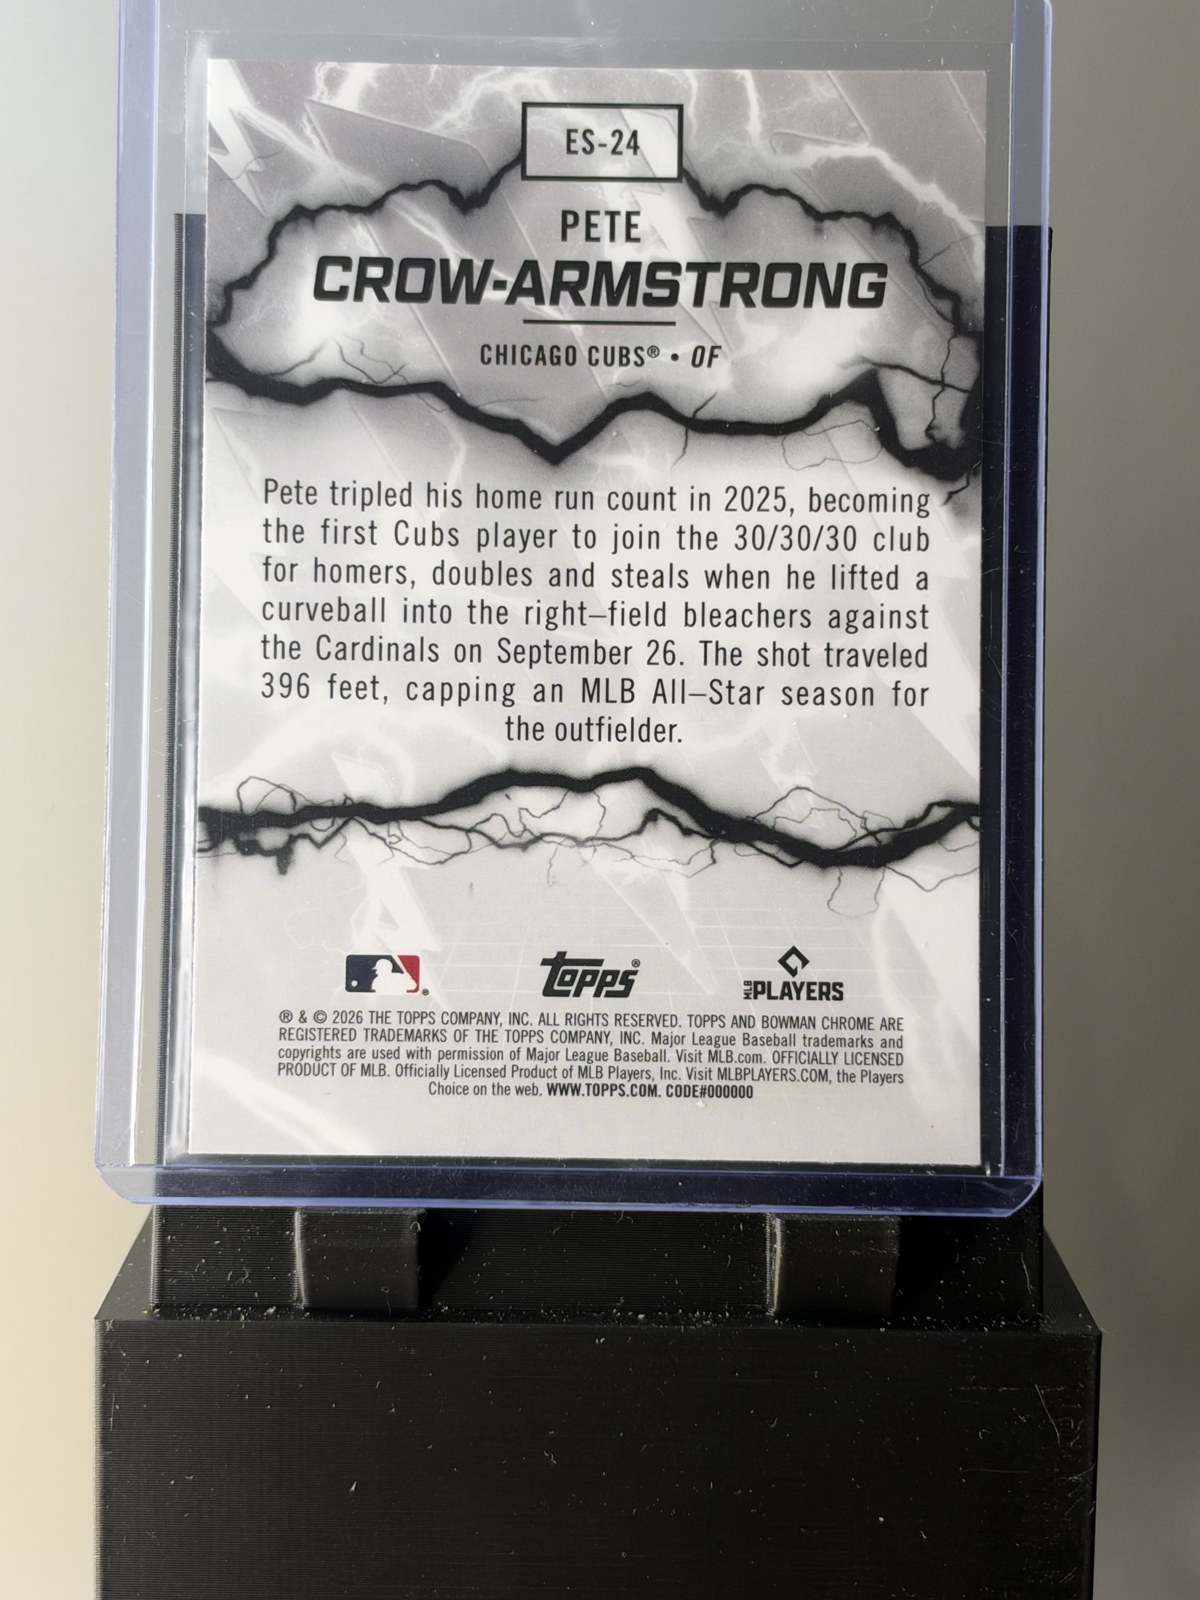 ES-24
PETE
CROW-ARMSTRONG
CHICAGO CUBS® • OF
Pete tripled his home run count in 2025, becoming
the first Cubs player to join the 30/30/30 club
for homers, doubles and steals when he lifted a
curveball into the right–field bleachers against
the Cardinals on September 26. The shot traveled
396 feet, capping an MLB All–Star season for
the outfielder.
® topps® MLB PLAYERS
® & © 2026 THE TOPPS COMPANY, INC. ALL RIGHTS RESERVED. TOPPS AND BOWMAN CHROME ARE
REGISTERED TRADEMARKS OF THE TOPPS COMPANY, INC. Major League Baseball trademarks and
copyrights are used with permission of Major League Baseball. Visit MLB.com. OFFICIALLY LICENSED
PRODUCT OF MLB. Officially Licensed Product of MLB Players, Inc. Visit MLBPLAYERS.COM, the Players
Choice on the web. WWW.TOPPS.COM. CODE#000000